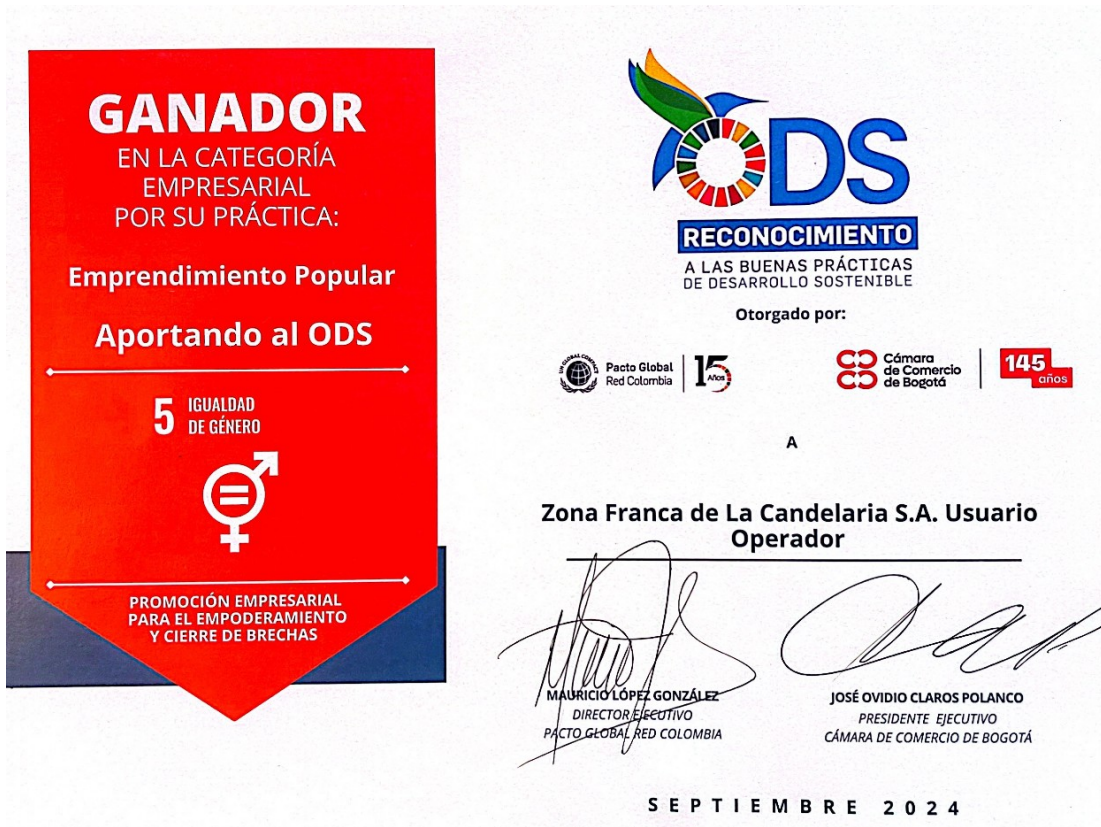 GANADOR
EN LA CATEGORÍA
EMPRESARIAL
POR SU PRÁCTICA:
Emprendimiento Popular
Aportando al ODS
5 IGUALDAD
DE GÉNERO
PROMOCIÓN EMPRESARIAL
PARA EL EMPODERAMIENTO
Y CIERRE DE BRECHAS
ODS
RECONOCIMIENTO
A LAS BUENAS PRÁCTICAS
DE DESARROLLO SOSTENIBLE
Otorgado por:
Pacto Global
Red Colombia
15
Años
Cámara
de Comercio
de Bogotá
145
años
A
Zona Franca de La Candelaria S.A. Usuario
Operador
MAURICIO LÓPEZ GONZÁLEZ
DIRECTOR EJECUTIVO
PACTO GLOBAL RED COLOMBIA
JOSÉ OVIDIO CLAROS POLANCO
PRESIDENTE EJECUTIVO
CÁMARA DE COMERCIO DE BOGOTÁ
SEPTIEMBRE 2024